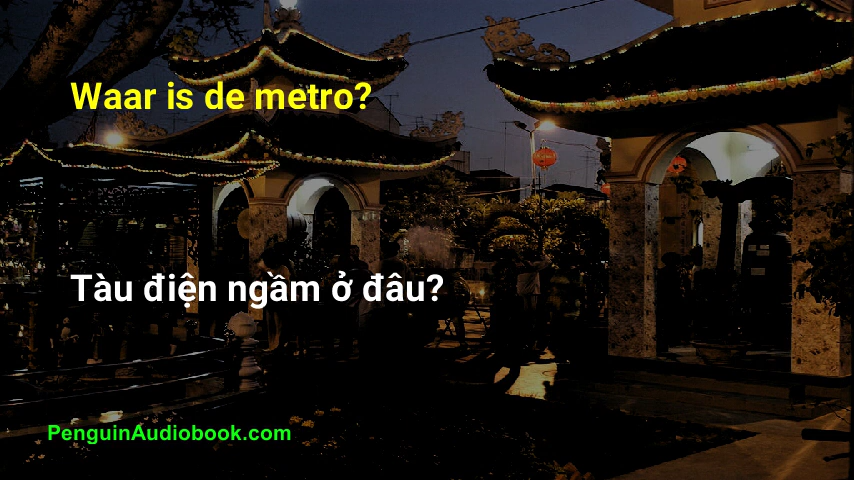 Waar is de metro?
Tàu điện ngầm ở đâu?
PenguinAudiobook.com